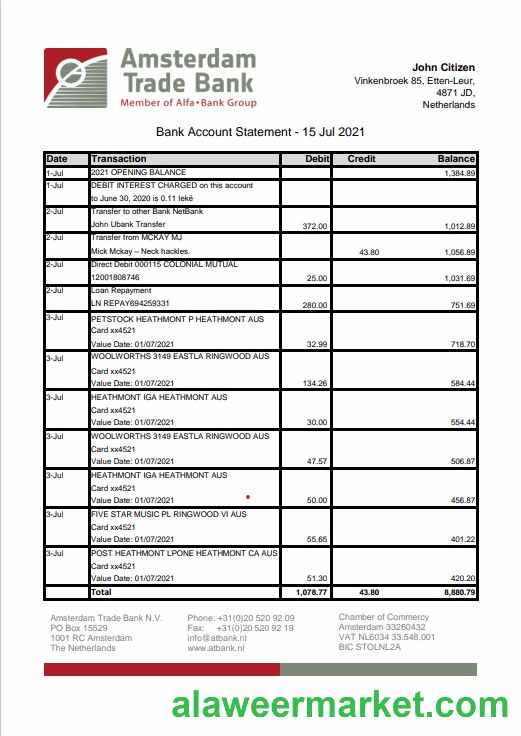 Amsterdam
Trade Bank
Member of Alfa•Bank Group
John Citizen
Vinkenbroek 85, Etten-Leur,
4871 JD,
Netherlands
Bank Account Statement - 15 Jul 2021
Date Transaction Debit Credit Balance
1-Jul 2021 OPENING BALANCE 1,384.89
1-Jul DEBIT INTEREST CHARGED on this account
to June 30, 2020 is 0.11 lekë
2-Jul Transfer to other Bank NetBank
John Ubank Transfer 372.00 1,012.89
2-Jul Transfer from MCKAY MJ
Mick Mckay – Neck hackles. 43.80 1,056.89
2-Jul Direct Debit 000115 COLONIAL MUTUAL
12001808746 25.00 1,031.69
2-Jul Loan Repayment
LN REPAY694259331 280.00 751.69
3-Jul PETSTOCK HEATHMONT P HEATHMONT AUS
Card xx4521
Value Date: 01/07/2021 32.99 718.70
3-Jul WOOLWORTHS 3149 EASTLA RINGWOOD AUS
Card xx4521
Value Date: 01/07/2021 134.26 584.44
3-Jul HEATHMONT IGA HEATHMONT AUS
Card xx4521
Value Date: 01/07/2021 30.00 554.44
3-Jul WOOLWORTHS 3149 EASTLA RINGWOOD AUS
Card xx4521
Value Date: 01/07/2021 47.57 506.87
3-Jul HEATHMONT IGA HEATHMONT AUS
Card xx4521
Value Date: 01/07/2021 50.00 456.87
3-Jul FIVE STAR MUSIC PL RINGWOOD VI AUS
Card xx4521
Value Date: 01/07/2021 55.65 401.22
3-Jul POST HEATHMONT LPONE HEATHMONT CA AUS
Card xx4521
Value Date: 01/07/2021 51.30 420.20
Total 1,078.77 43.80 8,880.79
Amsterdam Trade Bank N.V.
PO Box 15529
1001 RC Amsterdam
The Netherlands
Phone: +31(0)20 520 92 09
Fax: +31(0)20 520 92 19
info@atbank.nl
www.atbank.nl
Chamber of Commercy
Amsterdam 33260432
VAT NL6034 33.548.001
BIC STOLNL2A
alaweermarket.com